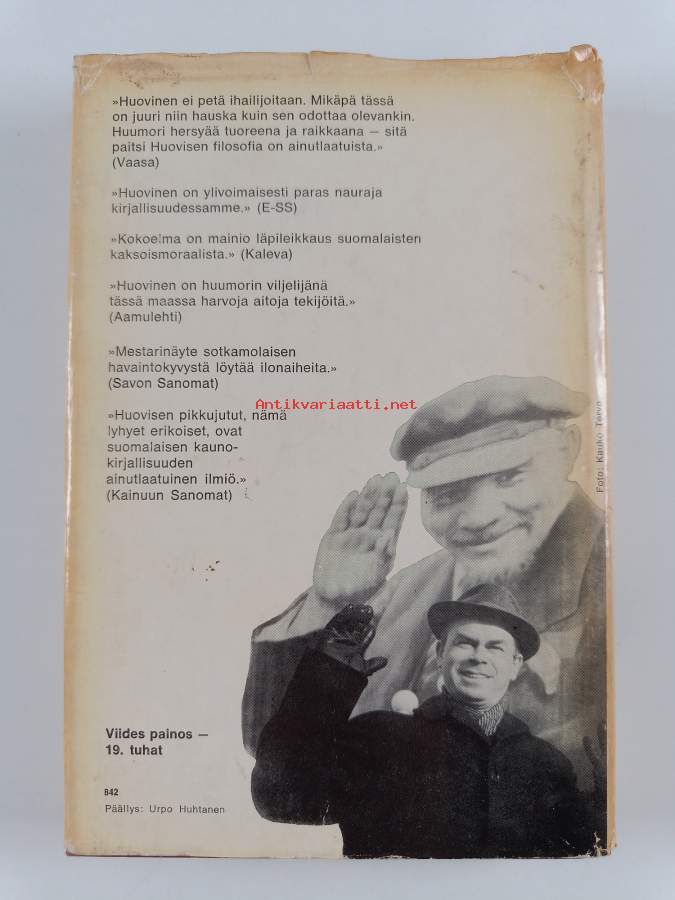 »Huovinen ei petä ihailijoitaan. Mikäpä tässä
on juuri niin hauska kuin sen odottaa olevankin.
Huumori hersyää tuoreena ja raikkaana — sitä
paitsi Huovisen filosofia on ainutlaatuista.»
(Vaasa)
»Huovinen on ylivoimaisesti paras nauraja
kirjallisuudessamme.» (E-SS)
»Kokoelma on mainio läpileikkaus suomalaisten
kaksoismoraalista.» (Kaleva)
»Huovinen on huumorin viljelijänä
tässä maassa harvoja aitoja tekijöitä.»
(Aamulehti)
»Mestarinäyte sotkamolaisen
havaintokyvystä löytää ilonaiheita.»
(Savon Sanomat)
Antikvariaatti.net
»Huovisen pikkujutut, nämä
lyhyet erikoiset, ovat
suomalaisen kauno-
kirjallisuuden
ainutlaatuinen ilmiö.»
(Kainuun Sanomat)
Foto: Kauko Tervo
Viides painos —
19. tuhat
842
Päällys: Urpo Huhtanen